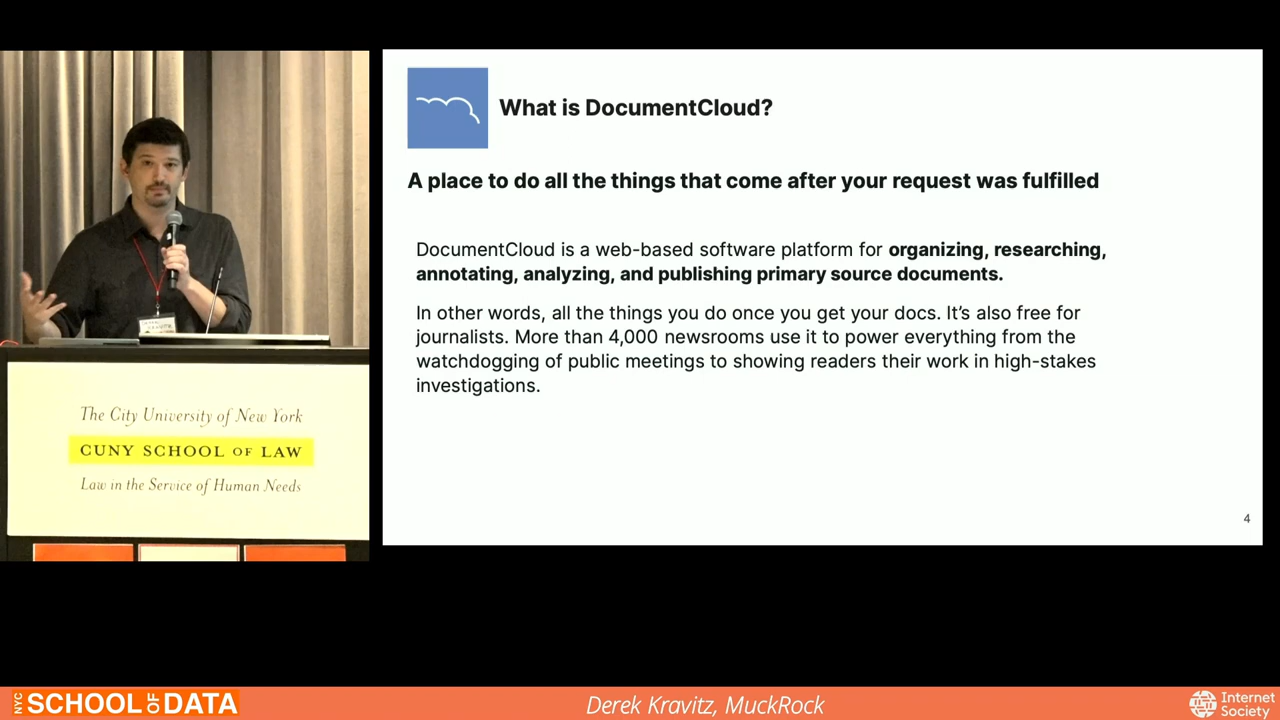 What is DocumentCloud?
A place to do all the things that come after your request was fulfilled
DocumentCloud is a web-based software platform for organizing, researching,
annotating, analyzing, and publishing primary source documents.
In other words, all the things you do once you get your docs. It's also free for
journalists. More than 4,000 newsrooms use it to power everything from the
watchdogging of public meetings to showing readers their work in high-stakes
investigations.
4
The City University of New York
CUNY SCHOOL OF LAW
Law in the Service of Human Needs
NYC SCHOOL OF DATA
Derek Kravitz, MuckRock
Internet
Society